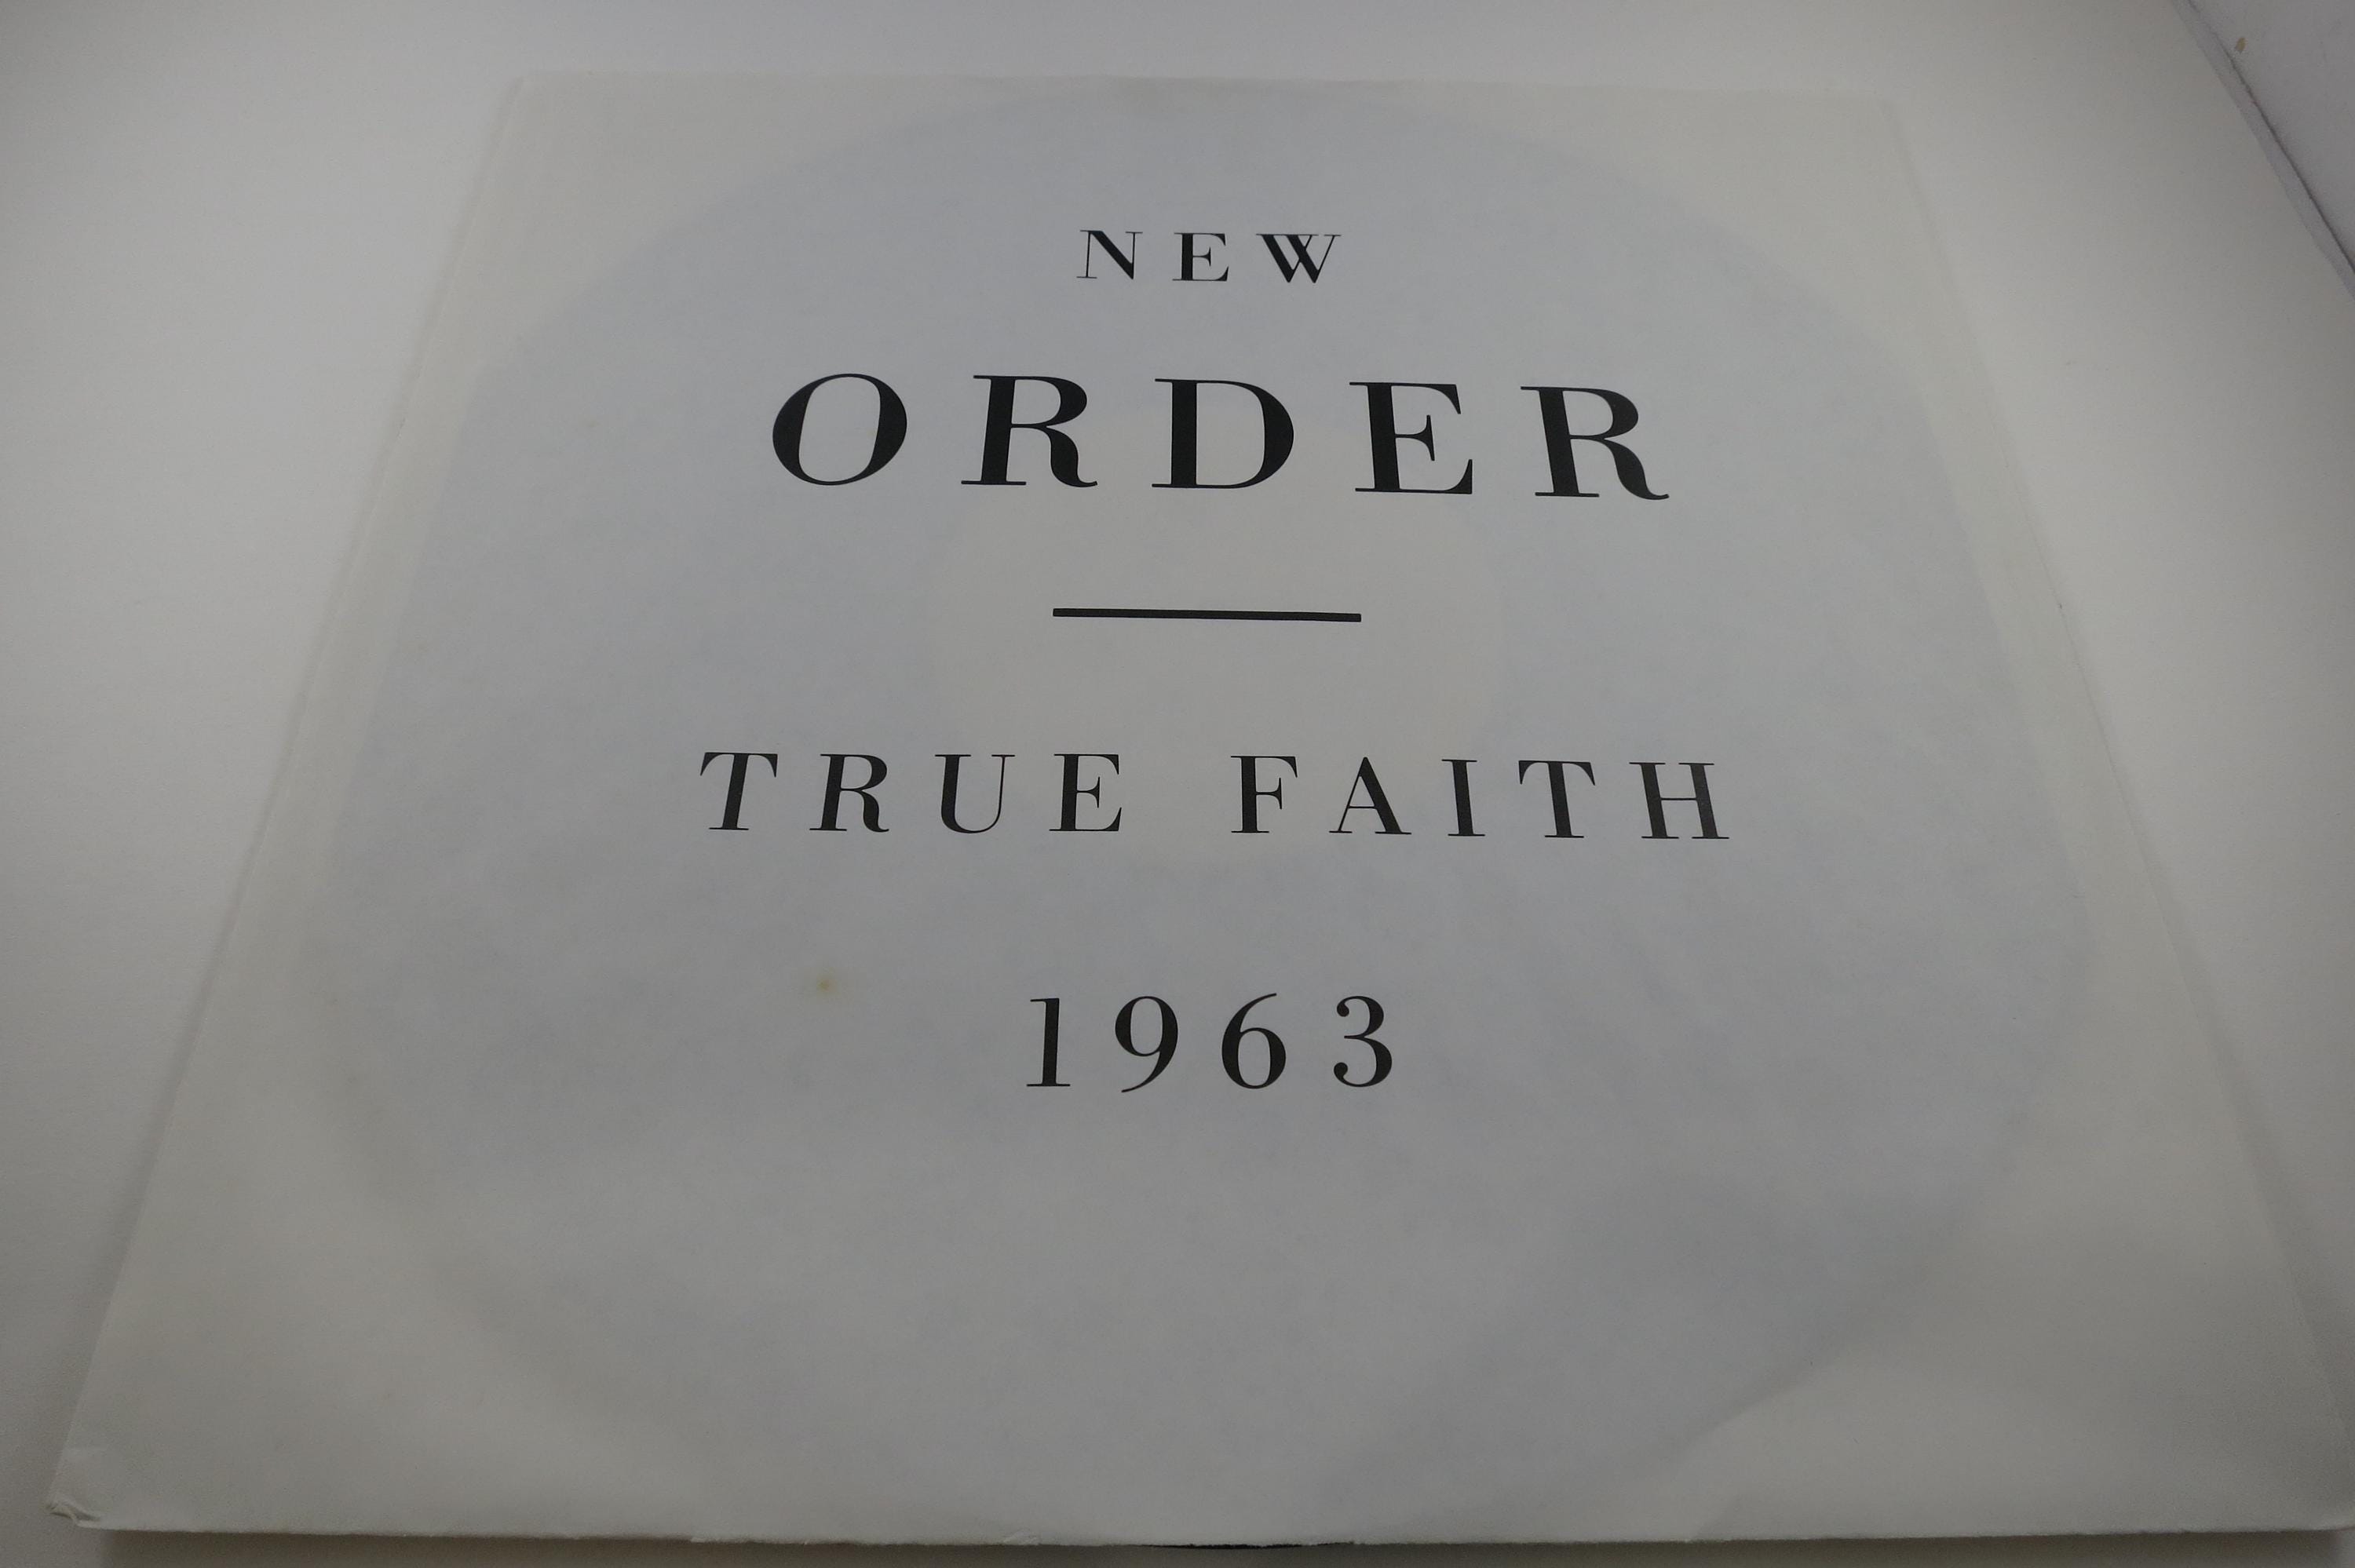 NEW
ORDER
TRUE FAITH
1963